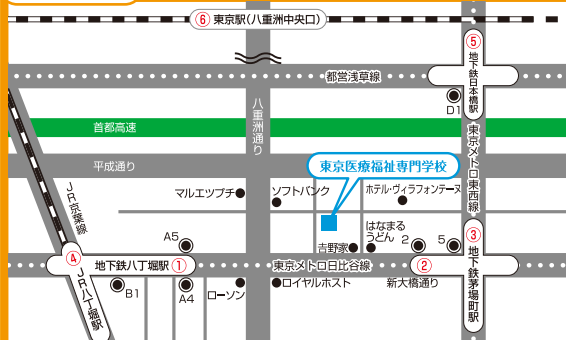 ⑥ 東京駅(八重洲中央口)
⑤
地下鉄日本橋駅
都営浅草線
D1
八重洲通り
首都高速
平成通り
東京メトロ東西線
東京医療福祉専門学校
JR京葉線
マルエツプチ
ソフトバンク
ホテル・ヴィラフォンテーヌ
A5
はなまる
うどん
吉野家
2
5
③
地下鉄茅場町駅
④
JR八丁堀駅
地下鉄八丁堀駅 ①
東京メトロ日比谷線
②
B1
A4
ローソン
ロイヤルホスト
新大橋通り